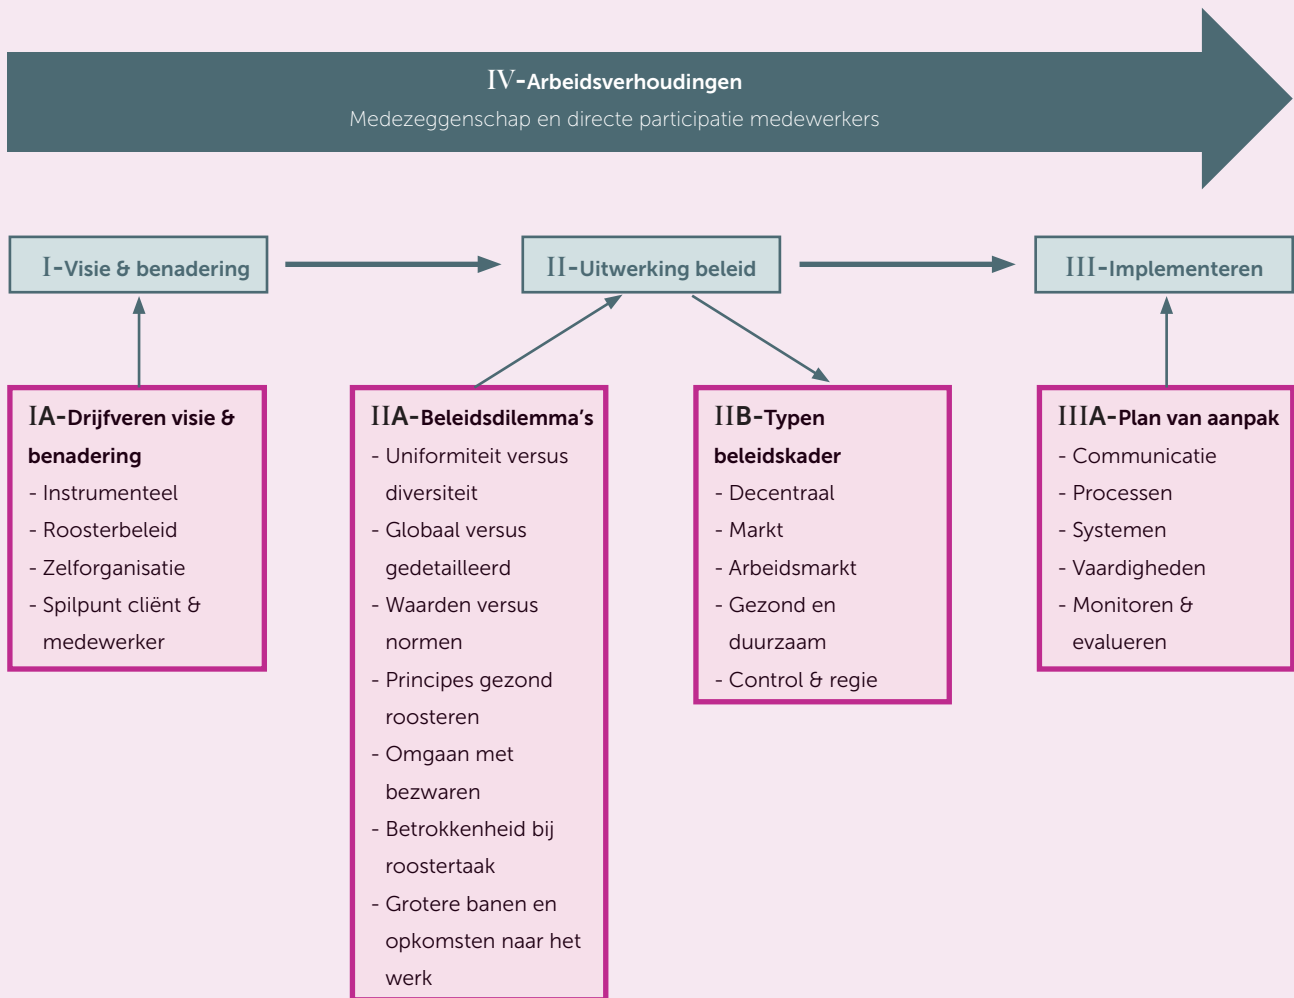 IV-Arbeidsverhoudingen
Medezeggenschap en directe participatie medewerkers
I-Visie & benadering
II-Uitwerking beleid
III-Implementeren
IA-Drijfveren visie &
benadering
- Instrumenteel
- Roosterbeleid
- Zelforganisatie
- Spilpunt cliënt &
medewerker
IIA-Beleidsdilemma's
- Uniformiteit versus
diversiteit
- Globaal versus
gedetailleerd
- Waarden versus
normen
- Principes gezond
roosteren
- Omgaan met
bezwaren
- Betrokkenheid bij
roostertaak
- Grotere banen en
opkomsten naar het
werk
IIB-Typen
beleidskader
- Decentraal
- Markt
- Arbeidsmarkt
- Gezond en
duurzaam
- Control & regie
IIIA-Plan van aanpak
- Communicatie
- Processen
- Systemen
- Vaardigheden
- Monitoren &
evalueren